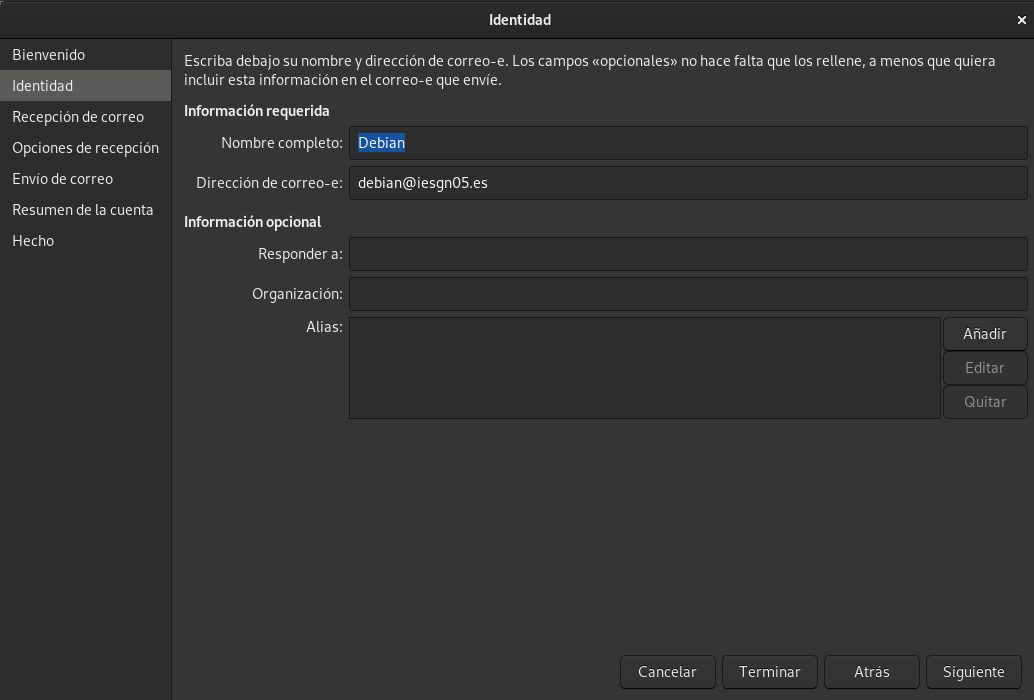 Identidad
Bienvenido
Identidad
Recepción de correo
Opciones de recepción
Envío de correo
Resumen de la cuenta
Hecho
Escriba debajo su nombre y dirección de correo-e. Los campos «opcionales» no hace falta que los rellene, a menos que quiera
incluir esta información en el correo-e que envíe.
Información requerida
Nombre completo: Debian
Dirección de correo-e: debian@iesgn05.es
Información opcional
Responder a:
Organización:
Alias:
Añadir
Editar
Quitar
Cancelar Terminar Atrás Siguiente